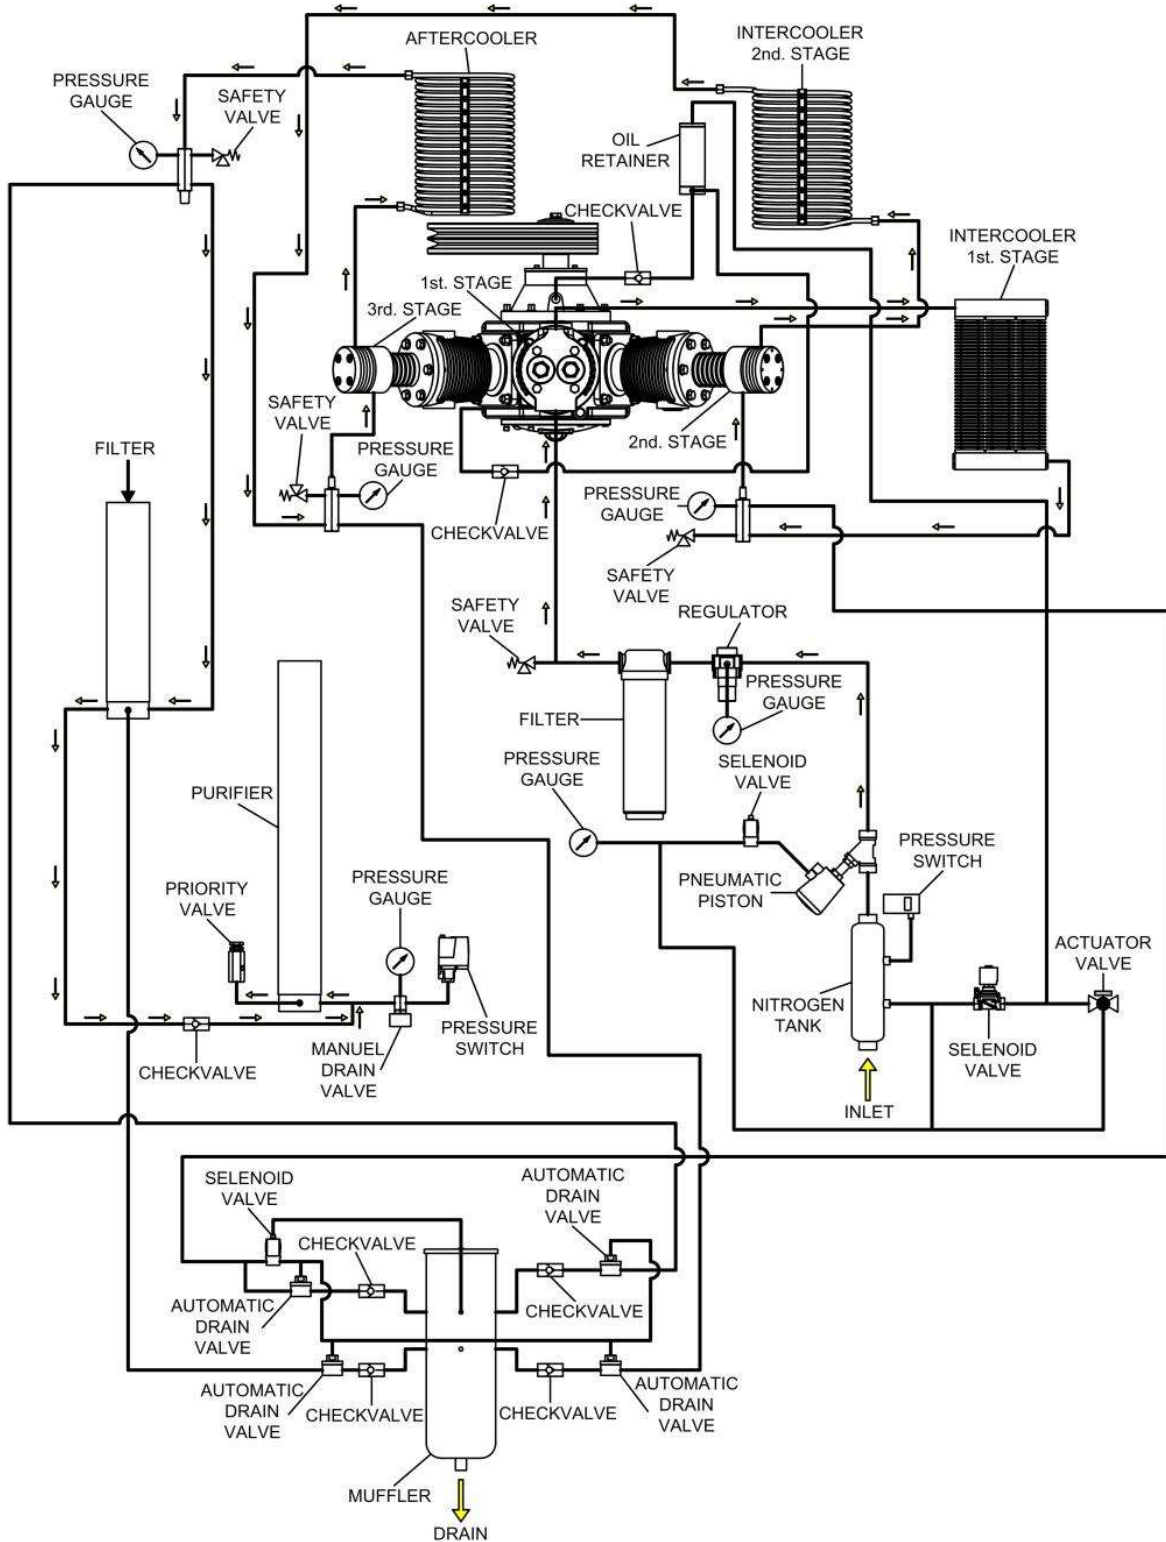 AFTERCOOLER
INTERCOOLER
2nd. STAGE
PRESSURE
GAUGE
SAFETY
VALVE
OIL
RETAINER
CHECKVALVE
INTERCOOLER
1st. STAGE
1st. STAGE
3rd. STAGE
SAFETY
VALVE
2nd. STAGE
FILTER
PRESSURE
GAUGE
PRESSURE
GAUGE
CHECKVALVE
SAFETY
VALVE
SAFETY
VALVE
REGULATOR
PRESSURE
GAUGE
FILTER
PRESSURE
GAUGE
SELENOID
VALVE
PURIFIER
PRESSURE
SWITCH
PRIORITY
VALVE
PRESSURE
GAUGE
PNEUMATIC
PISTON
ACTUATOR
VALVE
NITROGEN
TANK
PRESSURE
SWITCH
MANUEL
DRAIN
VALVE
SELENOID
VALVE
CHECKVALVE
INLET
SELENOID
VALVE
AUTOMATIC
DRAIN
VALVE
CHECKVALVE
AUTOMATIC
DRAIN
VALVE
CHECKVALVE
AUTOMATIC
DRAIN
VALVE
CHECKVALVE
CHECKVALVE
AUTOMATIC
DRAIN
VALVE
MUFFLER
DRAIN